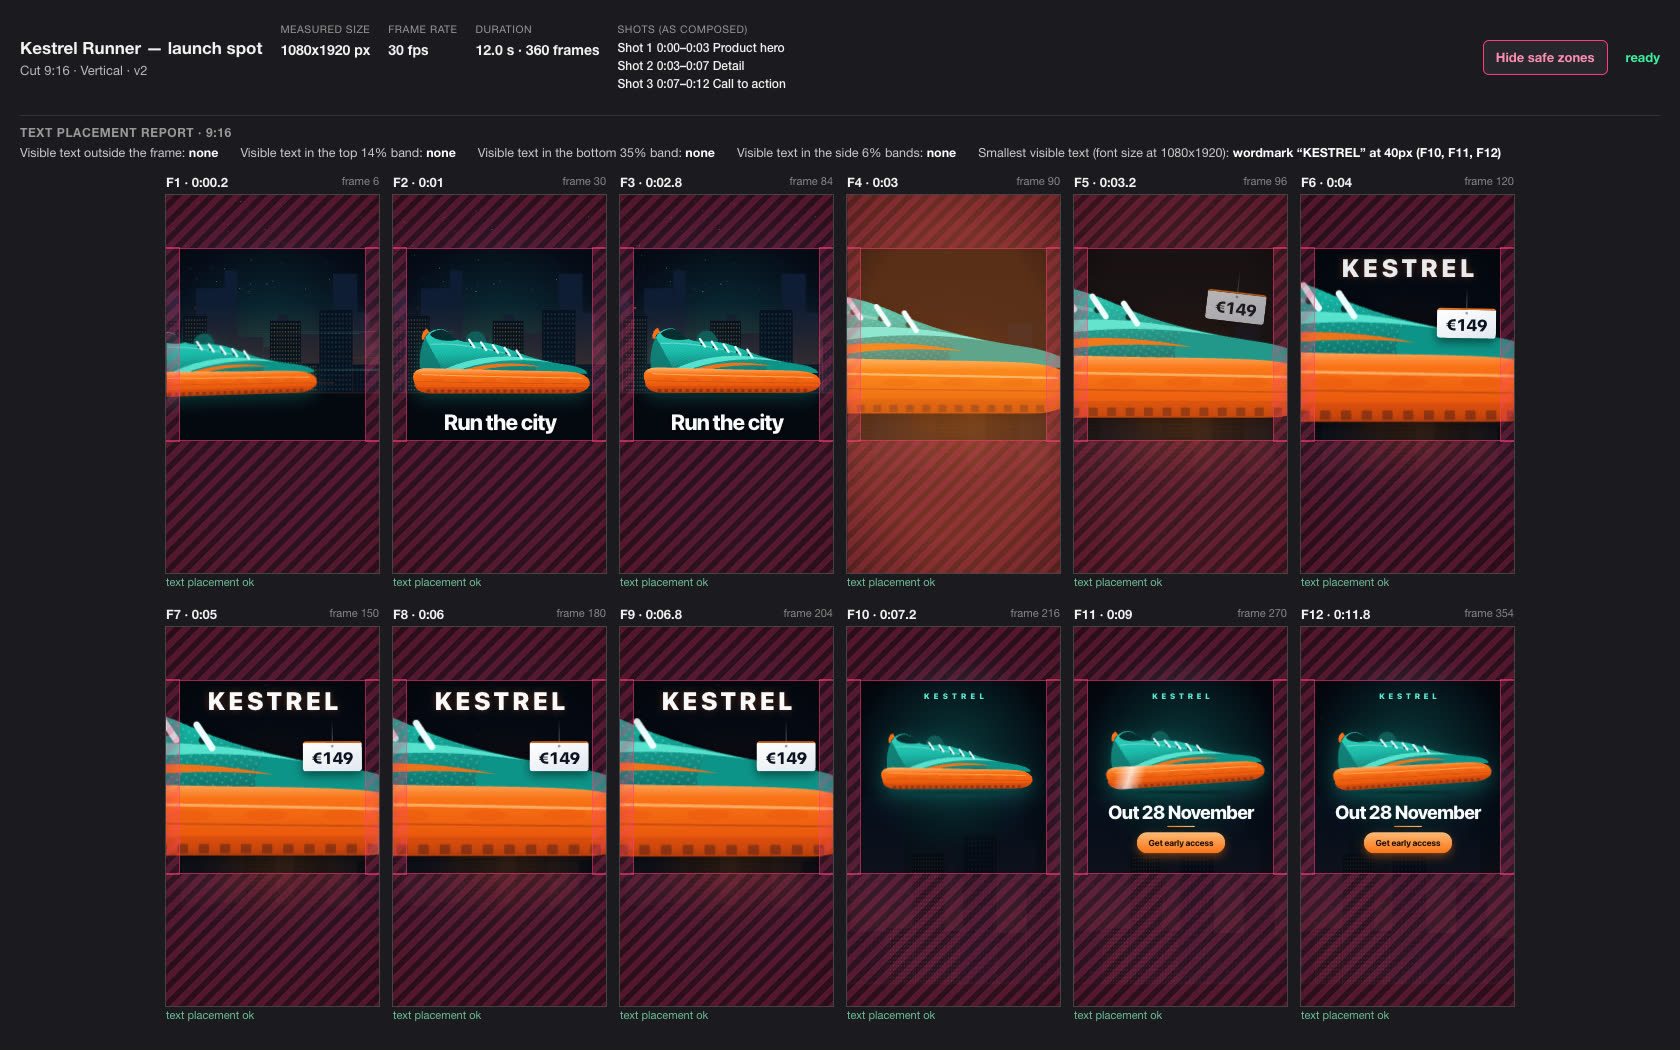 Kestrel Runner — launch spot
Cut 9:16 · Vertical · v2
MEASURED SIZE
1080x1920 px
FRAME RATE
30 fps
DURATION
12.0 s · 360 frames
SHOTS (AS COMPOSED)
Shot 1 0:00–0:03 Product hero
Shot 2 0:03–0:07 Detail
Shot 3 0:07–0:12 Call to action
Hide safe zones
ready
TEXT PLACEMENT REPORT · 9:16
Visible text outside the frame: none
Visible text in the top 14% band: none
Visible text in the bottom 35% band: none
Visible text in the side 6% bands: none
Smallest visible text (font size at 1080x1920): wordmark “KESTREL” at 40px (F10, F11, F12)
F1 · 0:00.2 frame 6
text placement ok
F2 · 0:01 frame 30
Run the city
text placement ok
F3 · 0:02.8 frame 84
Run the city
text placement ok
F4 · 0:03 frame 90
text placement ok
F5 · 0:03.2 frame 96
€149
text placement ok
F6 · 0:04 frame 120
KESTREL
€149
text placement ok
F7 · 0:05 frame 150
KESTREL
€149
text placement ok
F8 · 0:06 frame 180
KESTREL
€149
text placement ok
F9 · 0:06.8 frame 204
KESTREL
€149
text placement ok
F10 · 0:07.2 frame 216
KESTREL
text placement ok
F11 · 0:09 frame 270
KESTREL
Out 28 November
Get early access
text placement ok
F12 · 0:11.8 frame 354
KESTREL
Out 28 November
Get early access
text placement ok